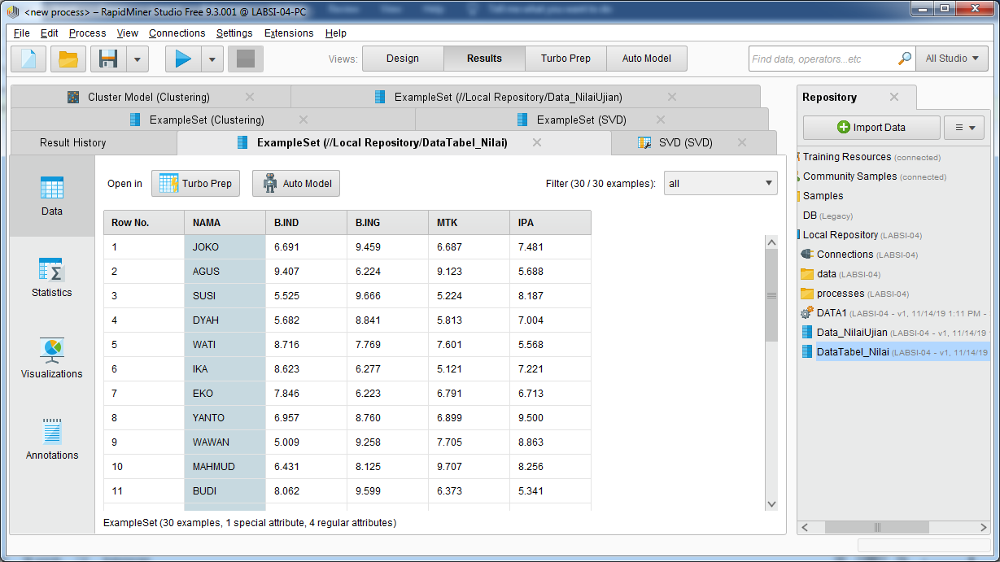 <new process> – RapidMiner Studio Free 9.3.001 @ LABSI-04-PC
File Edit Process View Connections Settings Extensions Help
Views: Design Results Turbo Prep Auto Model Find data, operators...etc All Studio
Cluster Model (Clustering) ExampleSet (//Local Repository/Data_NilaiUjian)
ExampleSet (Clustering) ExampleSet (SVD)
Result History ExampleSet (//Local Repository/DataTabel_Nilai) SVD (SVD)
Data
Statistics
Visualizations
Annotations
Open in Turbo Prep Auto Model Filter (30 / 30 examples): all
Row No. NAMA B.IND B.ING MTK IPA
1 JOKO 6.691 9.459 6.687 7.481
2 AGUS 9.407 6.224 9.123 5.688
3 SUSI 5.525 9.666 5.224 8.187
4 DYAH 5.682 8.841 5.813 7.004
5 WATI 8.716 7.769 7.601 5.568
6 IKA 8.623 6.277 5.121 7.221
7 EKO 7.846 6.223 6.791 6.713
8 YANTO 6.957 8.760 6.899 9.500
9 WAWAN 5.009 9.258 7.705 8.863
10 MAHMUD 6.431 8.125 9.707 8.256
11 BUDI 8.062 9.599 6.373 5.341
ExampleSet (30 examples, 1 special attribute, 4 regular attributes)
Repository
Import Data
Training Resources (connected)
Community Samples (connected)
Samples
DB (Legacy)
Local Repository (LABSI-04)
Connections (LABSI-04)
data (LABSI-04)
processes (LABSI-04)
DATA1 (LABSI-04 - v1, 11/14/19 1:11 PM -
Data_NilaiUjian (LABSI-04 - v1, 11/14/19
DataTabel_Nilai (LABSI-04 - v1, 11/14/19